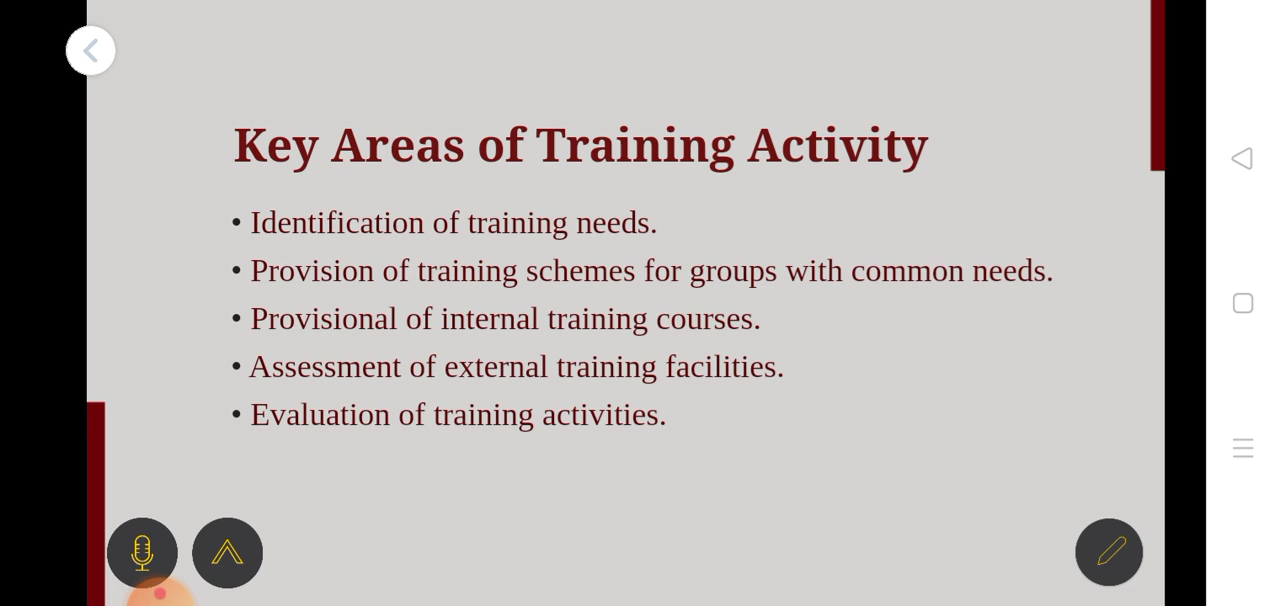 Key Areas of Training Activity
• Identification of training needs.
• Provision of training schemes for groups with common needs.
• Provisional of internal training courses.
• Assessment of external training facilities.
• Evaluation of training activities.